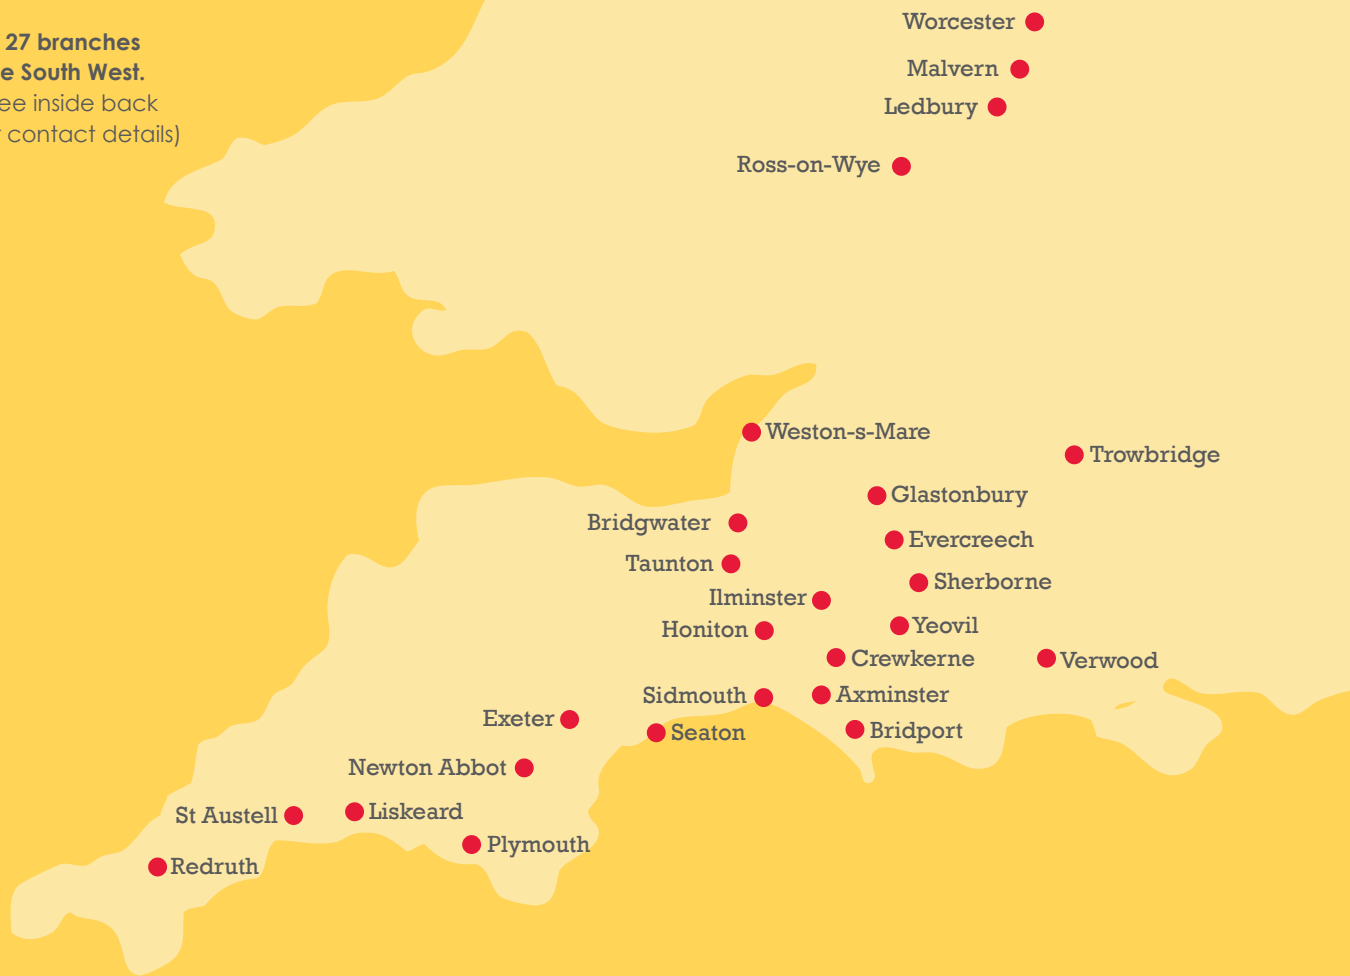 27 branches
e South West.
ee inside back
contact details)
Worcester
Malvern
Ledbury
Ross-on-Wye
Weston-s-Mare
Trowbridge
Glastonbury
Bridgwater
Evercreech
Taunton
Sherborne
Ilminster
Yeovil
Honiton
Crewkerne
Verwood
Sidmouth
Axminster
Exeter
Seaton
Bridport
Newton Abbot
St Austell
Liskeard
Plymouth
Redruth